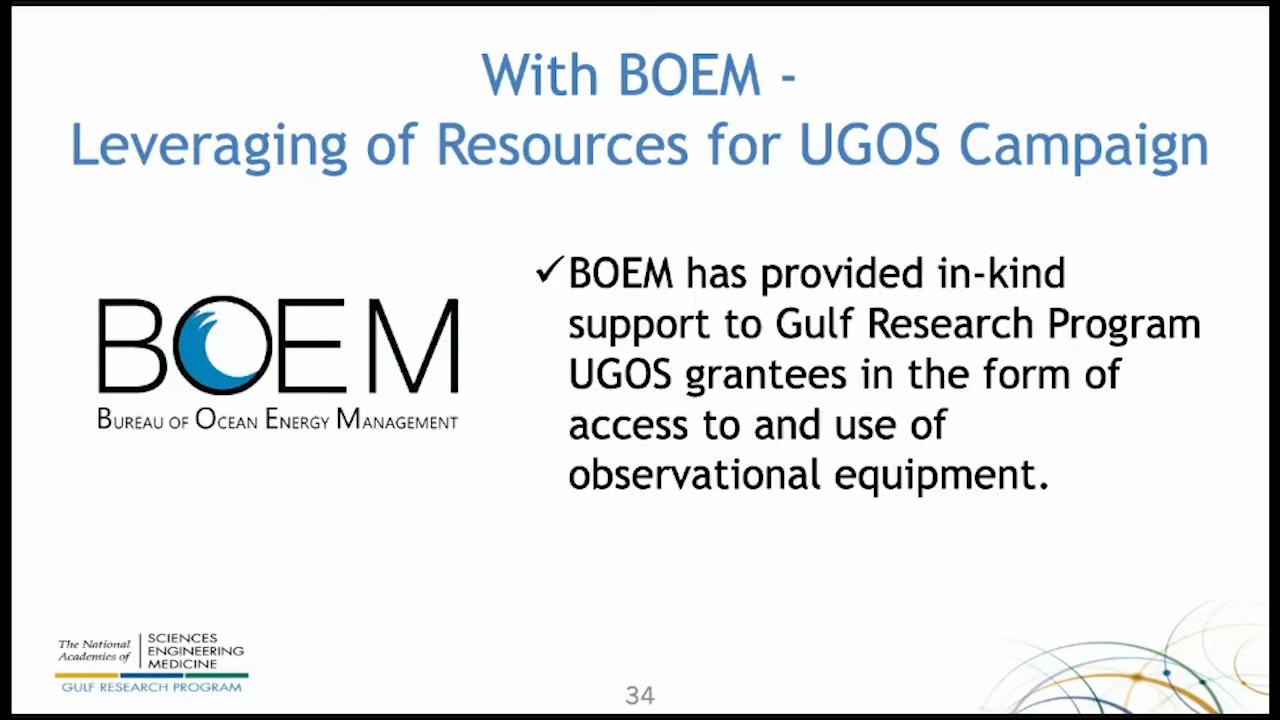 With BOEM -
Leveraging of Resources for UGOS Campaign
✓BOEM has provided in-kind
support to Gulf Research Program
UGOS grantees in the form of
access to and use of
observational equipment.
BOEM
BUREAU OF OCEAN ENERGY MANAGEMENT
The National
Academies of
SCIENCES
ENGINEERING
MEDICINE
GULF RESEARCH PROGRAM
34